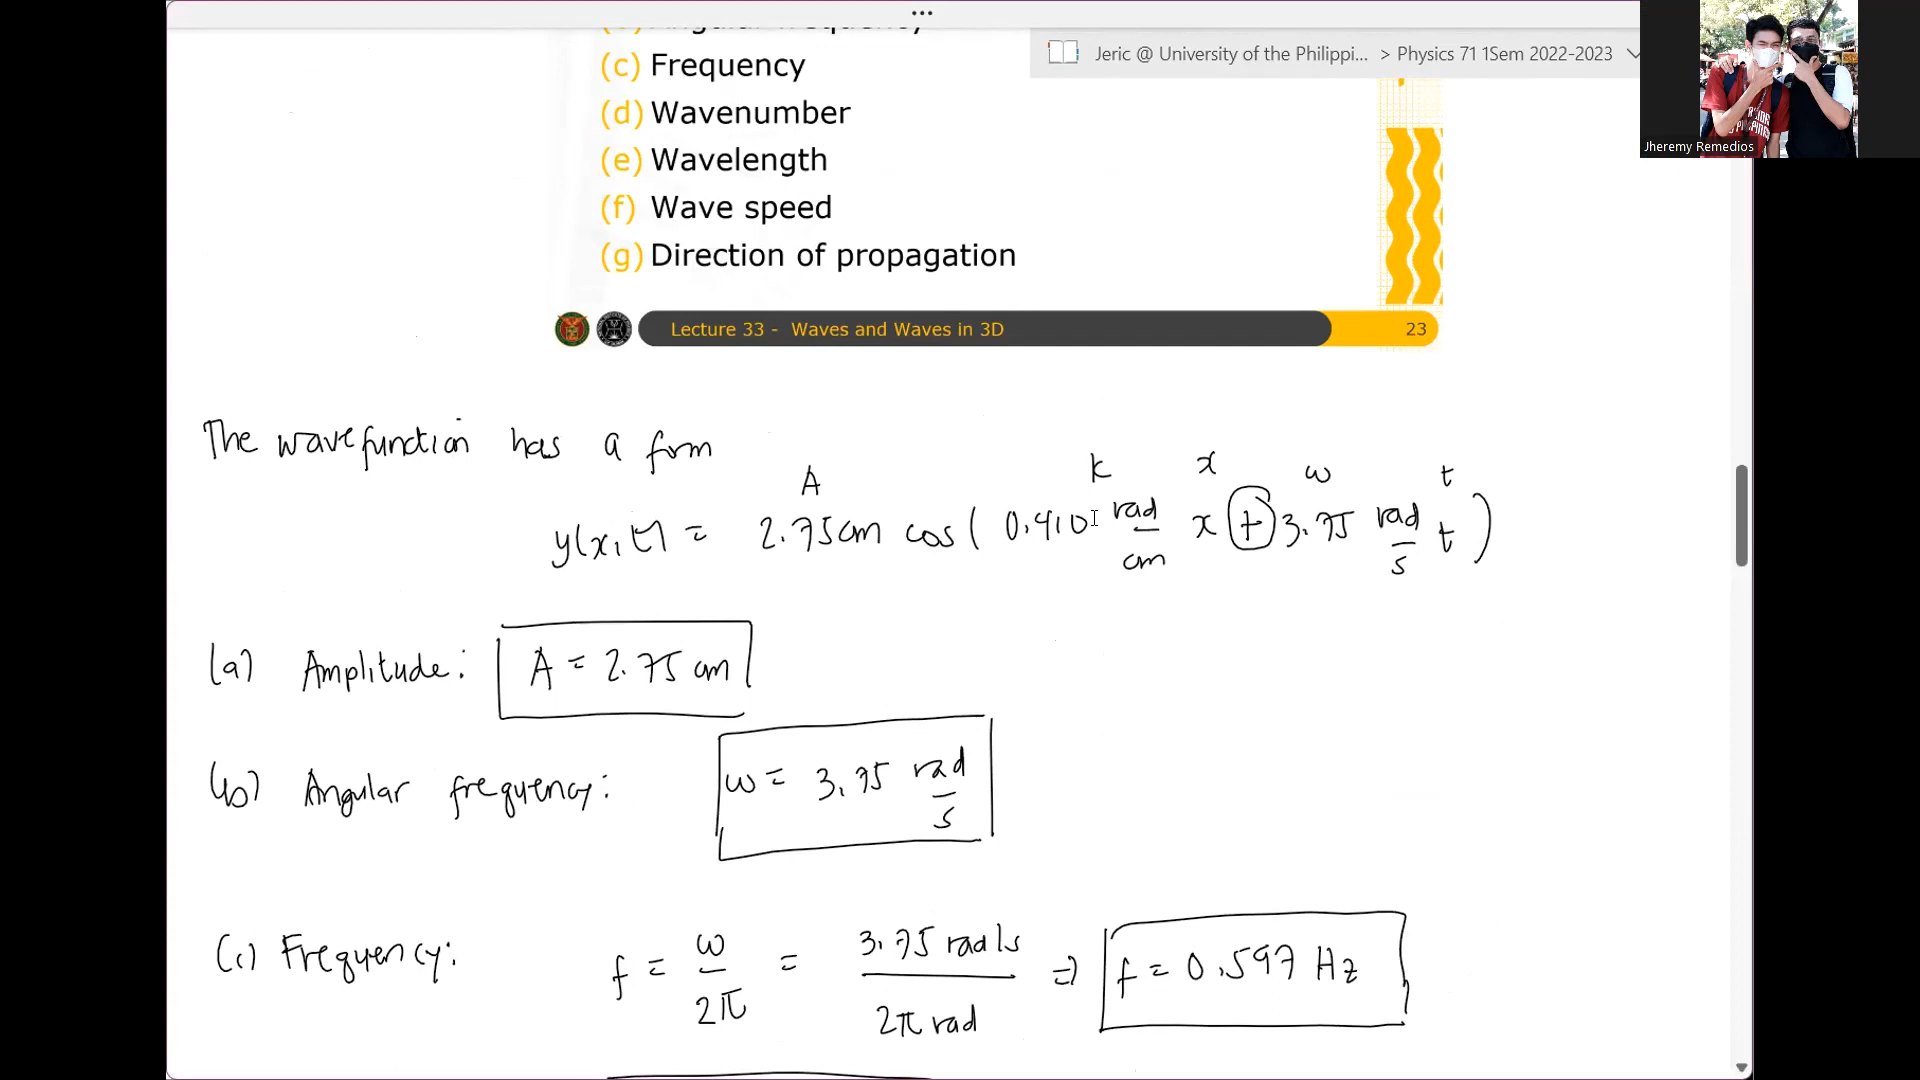 ...
Jeric @ University of the Philippi... > Physics 71 1Sem 2022-2023
Jheremy Remedios
(c) Frequency
(d) Wavenumber
(e) Wavelength
(f) Wave speed
(g) Direction of propagation
Lecture 33 - Waves and Waves in 3D 23
The wavefunction has a form
A k x ω t
y(x,t) = 2.75cm cos( 0.410 rad/cm x + 3.75 rad/s t )
(a) Amplitude: A = 2.75 cm
(b) Angular frequency: ω = 3.75 rad/s
(c) Frequency: f = ω/2π = 3.75 rad/s / 2π rad ⇒ f = 0.597 Hz